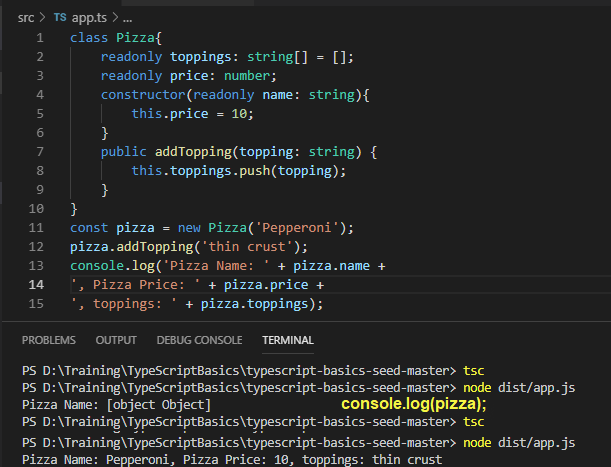 src > TS app.ts > ...
1 class Pizza{
2 readonly toppings: string[] = [];
3 readonly price: number;
4 constructor(readonly name: string){
5 this.price = 10;
6 }
7 public addTopping(topping: string) {
8 this.toppings.push(topping);
9 }
10 }
11 const pizza = new Pizza('Pepperoni');
12 pizza.addTopping('thin crust');
13 console.log('Pizza Name: ' + pizza.name +
14 ', Pizza Price: ' + pizza.price +
15 ', toppings: ' + pizza.toppings);
PROBLEMS OUTPUT DEBUG CONSOLE TERMINAL
PS D:\Training\TypeScriptBasics\typescript-basics-seed-master> tsc
PS D:\Training\TypeScriptBasics\typescript-basics-seed-master> node dist/app.js
Pizza Name: [object Object] console.log(pizza);
PS D:\Training\TypeScriptBasics\typescript-basics-seed-master> tsc
PS D:\Training\TypeScriptBasics\typescript-basics-seed-master> node dist/app.js
Pizza Name: Pepperoni, Pizza Price: 10, toppings: thin crust